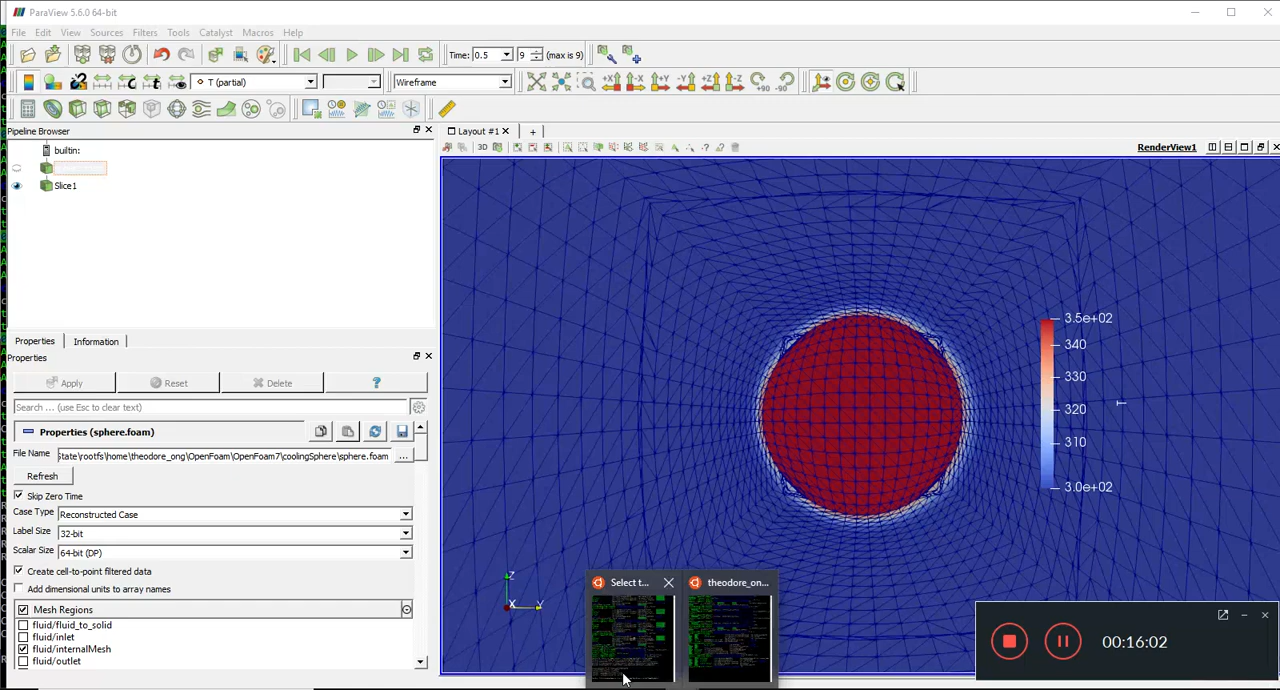 ParaView 5.6.0 64-bit
File Edit View Sources Filters Tools Catalyst Macros Help
Time: 0.5 9 (max is 9)
T (partial) Wireframe +X -X +Y -Y +Z -Z +90 -90
Pipeline Browser
Layout #1
3D
RenderView1
builtin:
Slice1
3.5e+02
340
330
320
T
310
3.0e+02
Properties Information
Properties
Apply Reset Delete ?
Search ... (use Esc to clear text)
Properties (sphere.foam)
File Name state\rootfs\home\theodore_ong\OpenFoam\OpenFoam7\coolingSphere\sphere.foam ...
Refresh
Skip Zero Time
Case Type Reconstructed Case
Label Size 32-bit
Scalar Size 64-bit (DP)
Create cell-to-point filtered data
Add dimensional units to array names
Mesh Regions
fluid/fluid_to_solid
fluid/inlet
fluid/internalMesh
fluid/outlet
Z
X Y
Select t... theodore_on...
00:16:02